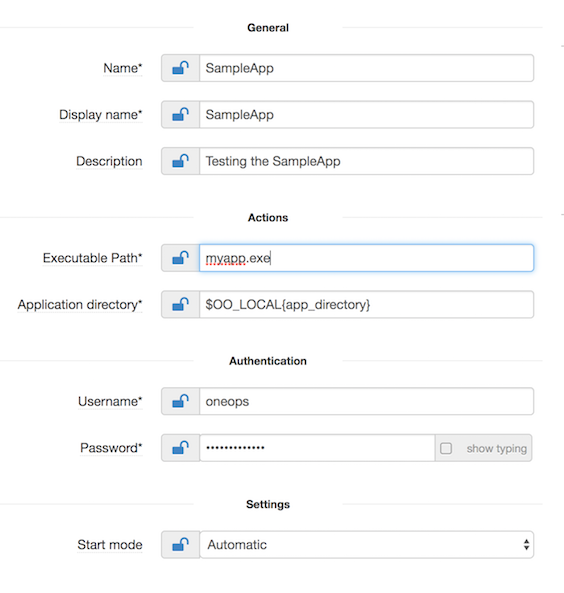 General
Name* SampleApp
Display name* SampleApp
Description Testing the SampleApp
Actions
Executable Path* myapp.exe
Application directory* $OO_LOCAL{app_directory}
Authentication
Username* oneops
Password* ••••••••••••• show typing
Settings
Start mode Automatic